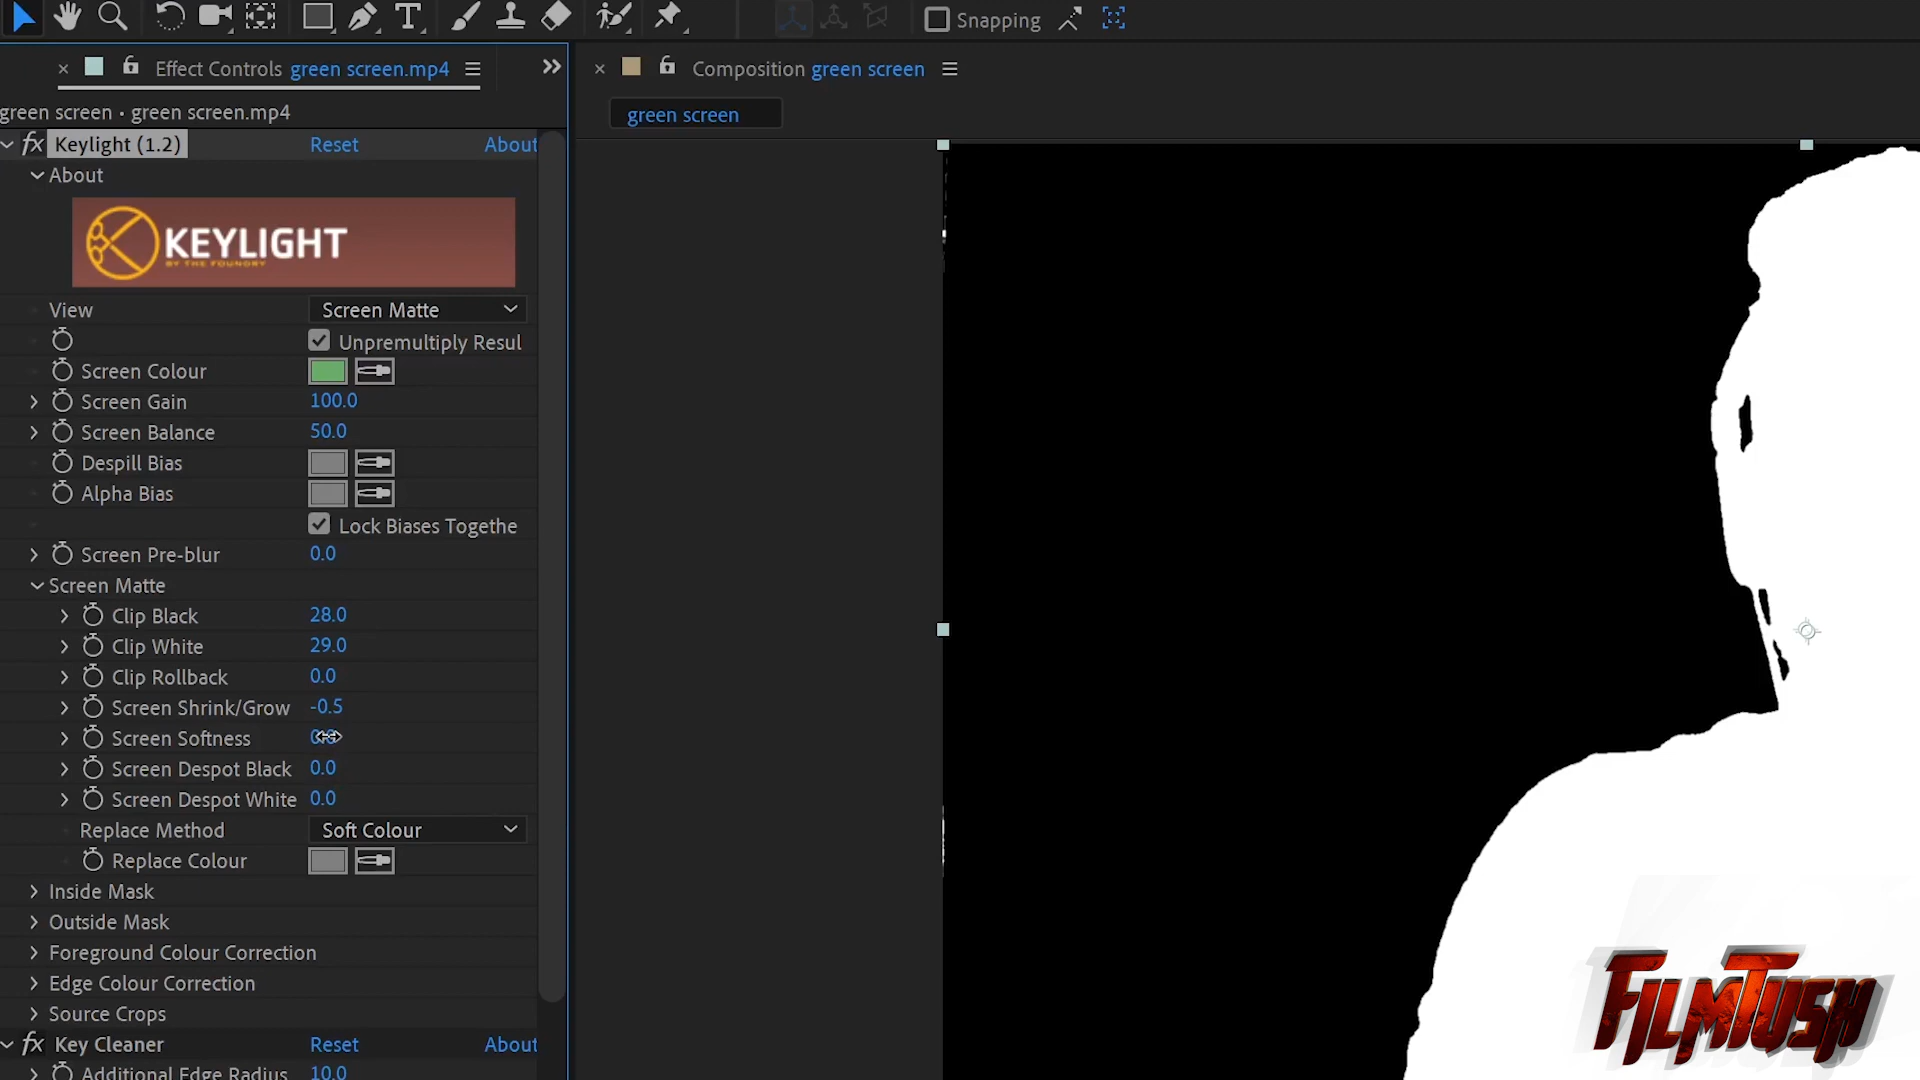 Snapping
Effect Controls green screen.mp4
Composition green screen
green screen • green screen.mp4
green screen
Keylight (1.2) Reset About
About
KEYLIGHT
BY THE FOUNDRY
View Screen Matte
Unpremultiply Resul
Screen Colour
Screen Gain 100.0
Screen Balance 50.0
Despill Bias
Alpha Bias
Lock Biases Togethe
Screen Pre-blur 0.0
Screen Matte
Clip Black 28.0
Clip White 29.0
Clip Rollback 0.0
Screen Shrink/Grow -0.5
Screen Softness
Screen Despot Black 0.0
Screen Despot White 0.0
Replace Method Soft Colour
Replace Colour
Inside Mask
Outside Mask
Foreground Colour Correction
Edge Colour Correction
Source Crops
Key Cleaner Reset About
Additional Edge Radius 10.0
FILMTUSH